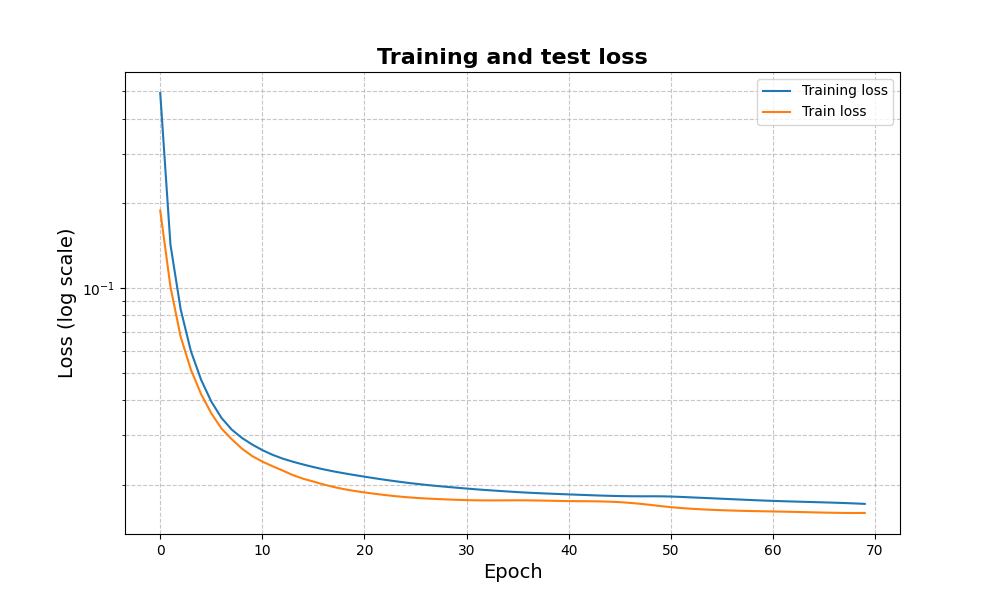 Training and test loss
Training loss
Train loss
Loss (log scale)
10⁻¹
0 10 20 30 40 50 60 70
Epoch